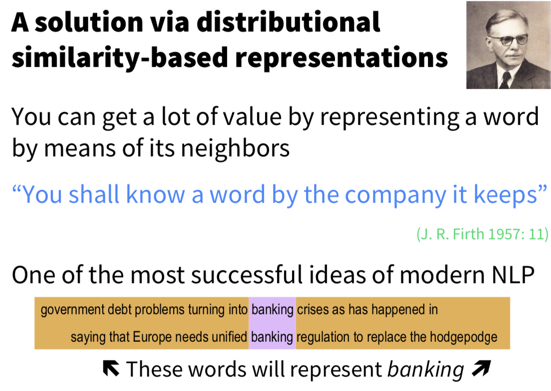 A solution via distributional
similarity-based representations
You can get a lot of value by representing a word
by means of its neighbors
“You shall know a word by the company it keeps”
(J. R. Firth 1957: 11)
One of the most successful ideas of modern NLP
government debt problems turning into banking crises as has happened in
saying that Europe needs unified banking regulation to replace the hodgepodge
↖ These words will represent banking ↗